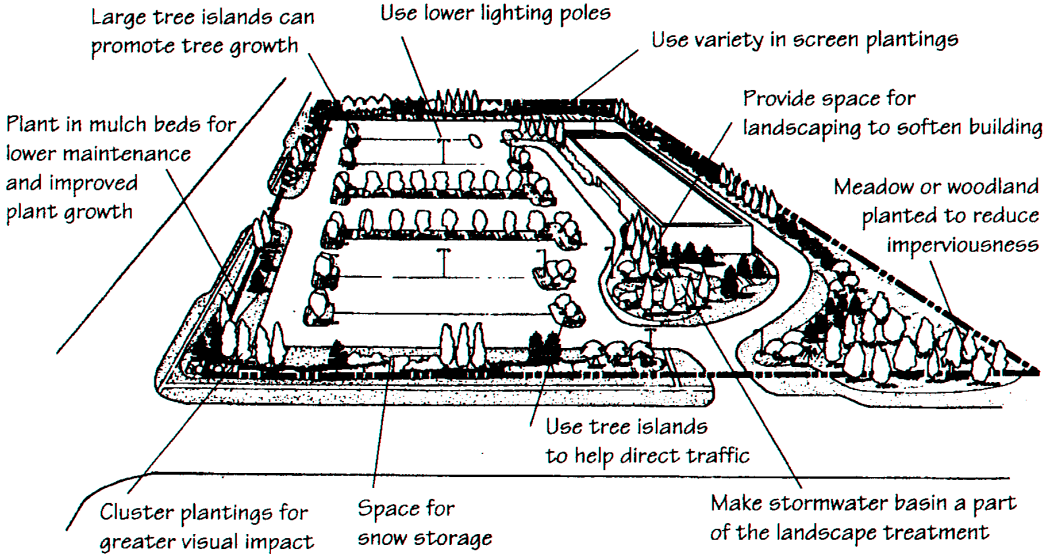 Large tree islands can
promote tree growth
Use lower lighting poles
Use variety in screen plantings
Plant in mulch beds for
lower maintenance
and improved
plant growth
Provide space for
landscaping to soften building
Meadow or woodland
planted to reduce
imperviousness
Use tree islands
to help direct traffic
Cluster plantings for
greater visual impact
Space for
snow storage
Make stormwater basin a part
of the landscape treatment